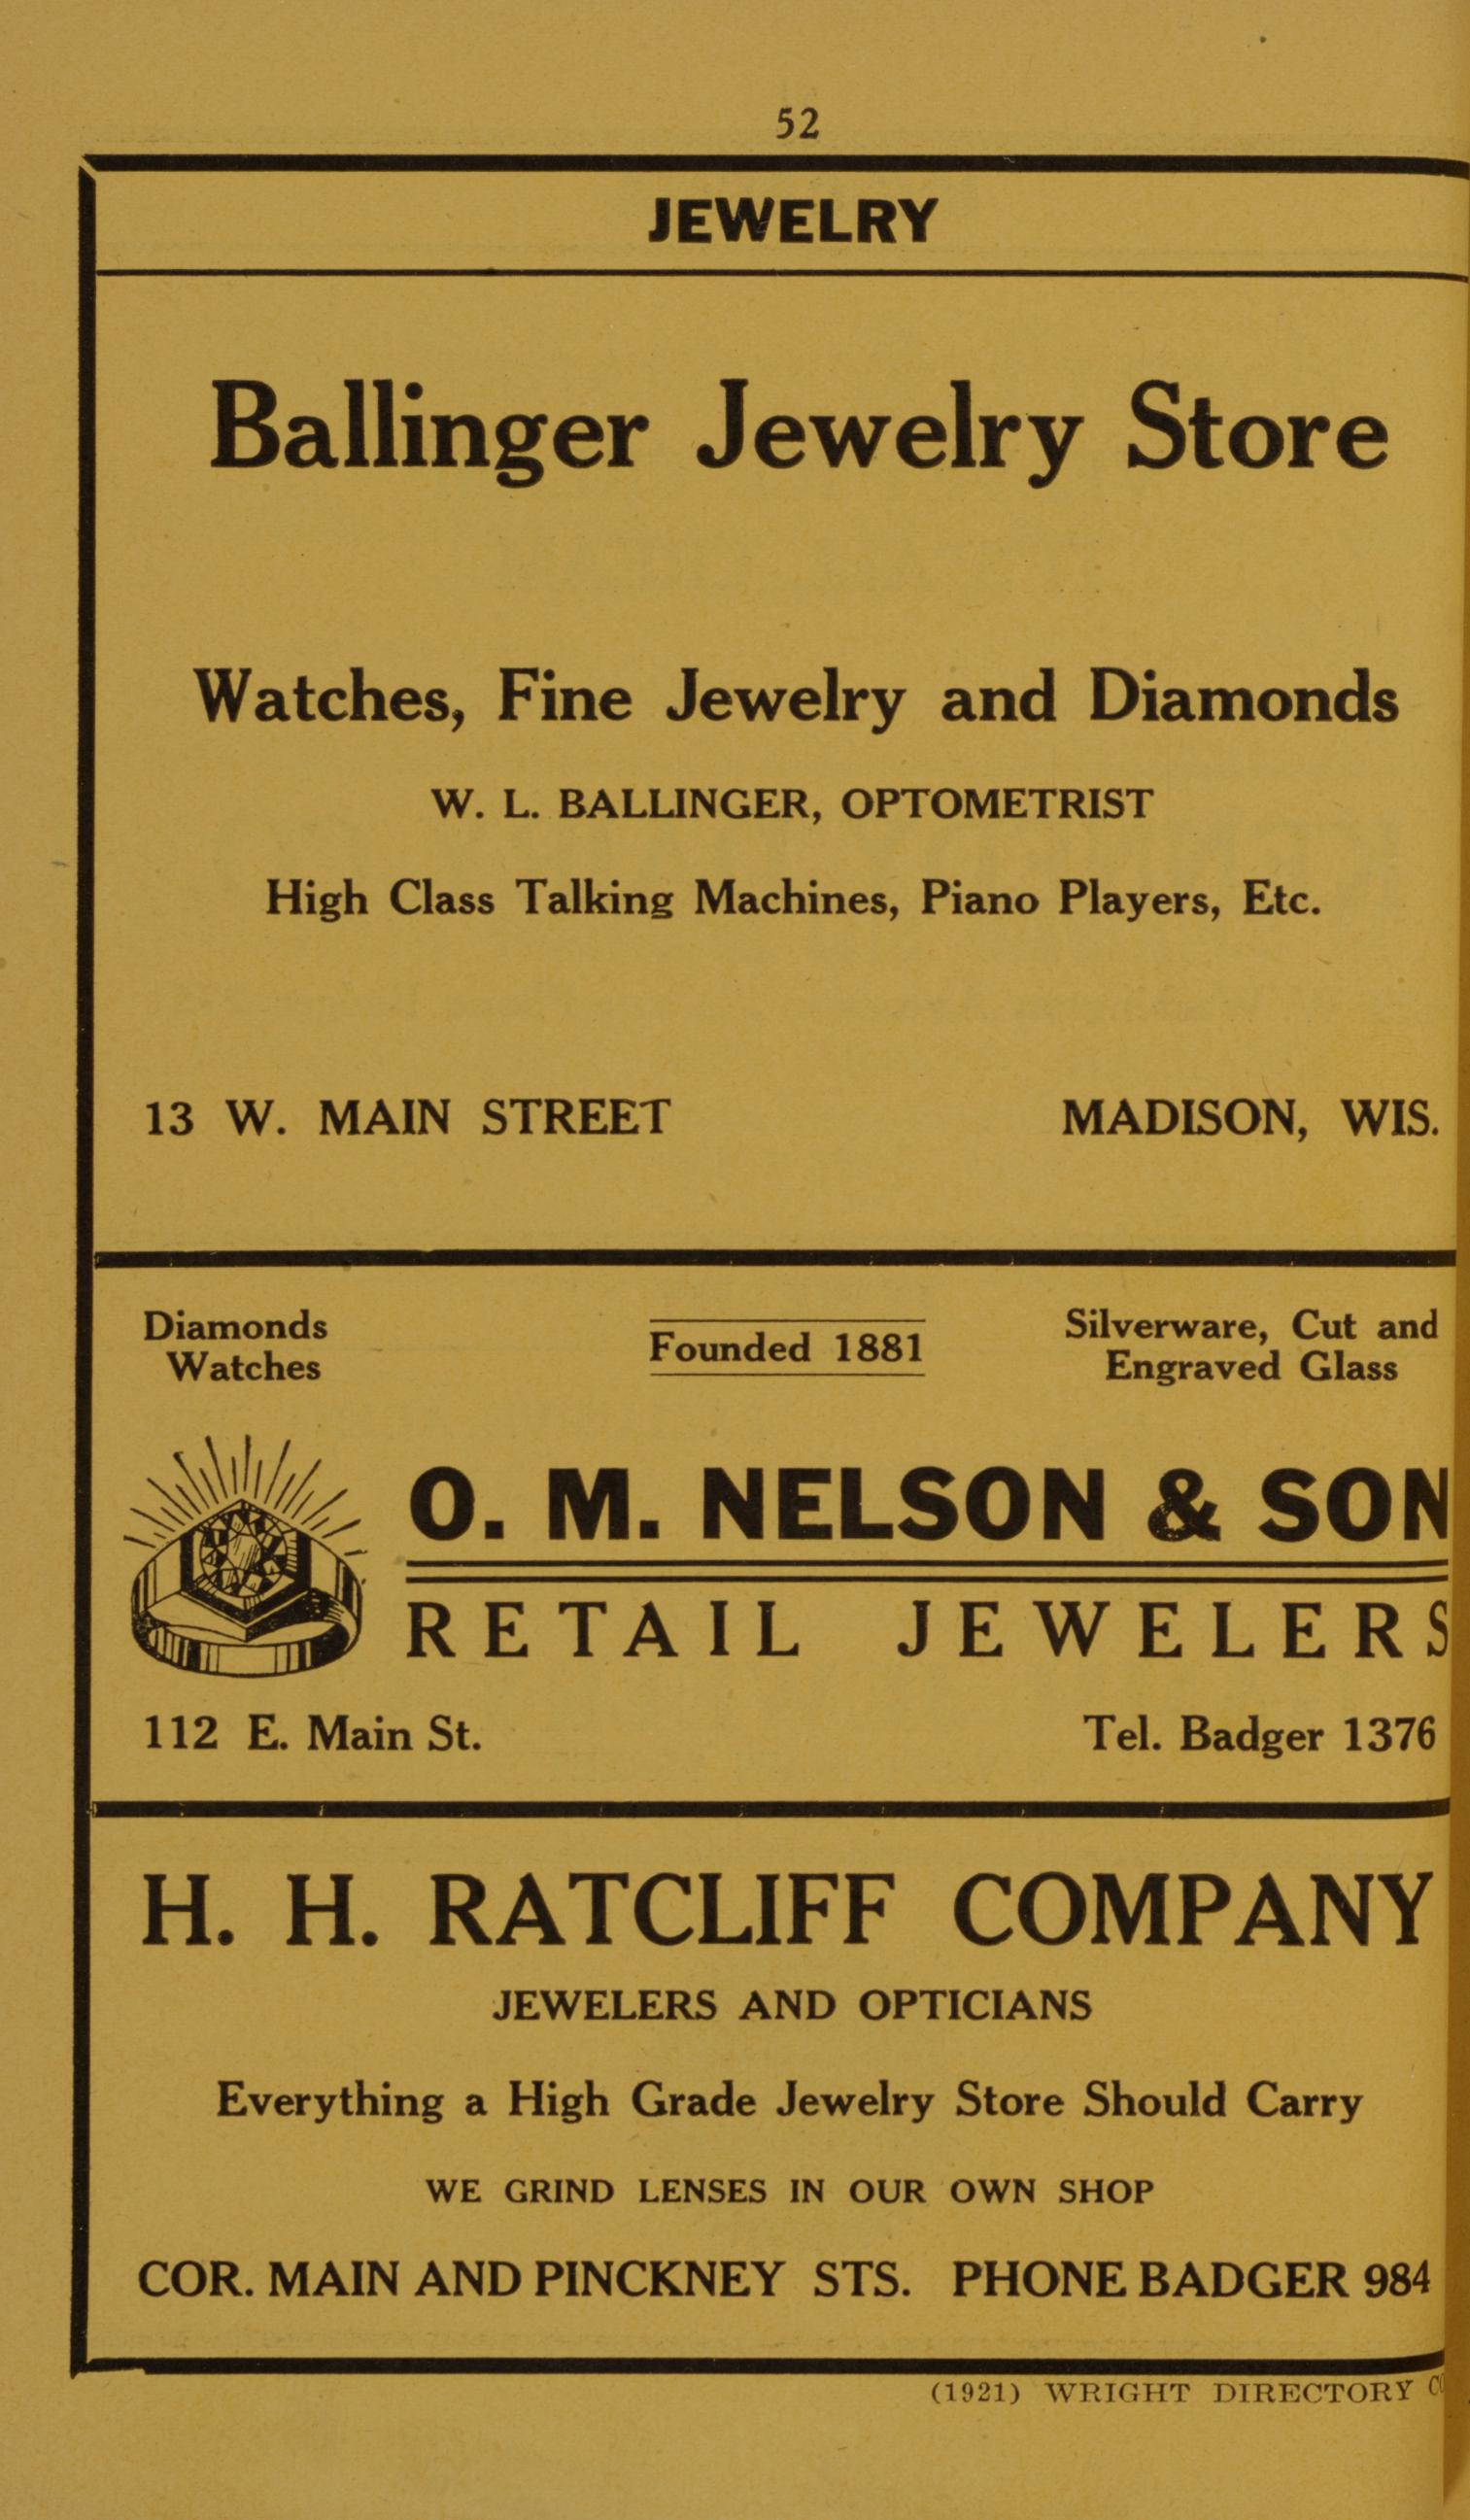 52
JEWELRY
Ballinger Jewelry Store
Watches, Fine Jewelry and Diamonds
W. L. BALLINGER, OPTOMETRIST
High Class Talking Machines, Piano Players, Etc.
13 W. MAIN STREET MADISON, WIS.
Diamonds
Watches
Founded 1881
Silverware, Cut and
Engraved Glass
O. M. NELSON & SON
RETAIL JEWELERS
112 E. Main St. Tel. Badger 1376
H. H. RATCLIFF COMPANY
JEWELERS AND OPTICIANS
Everything a High Grade Jewelry Store Should Carry
WE GRIND LENSES IN OUR OWN SHOP
COR. MAIN AND PINCKNEY STS. PHONE BADGER 984
(1921) WRIGHT DIRECTORY